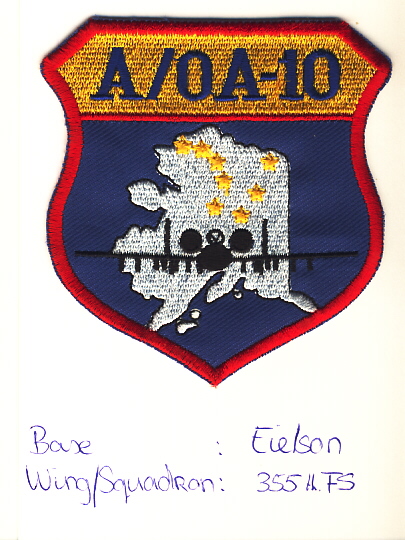 A/OA-10
Base : Eielson
Wing/Squadron: 355th FS